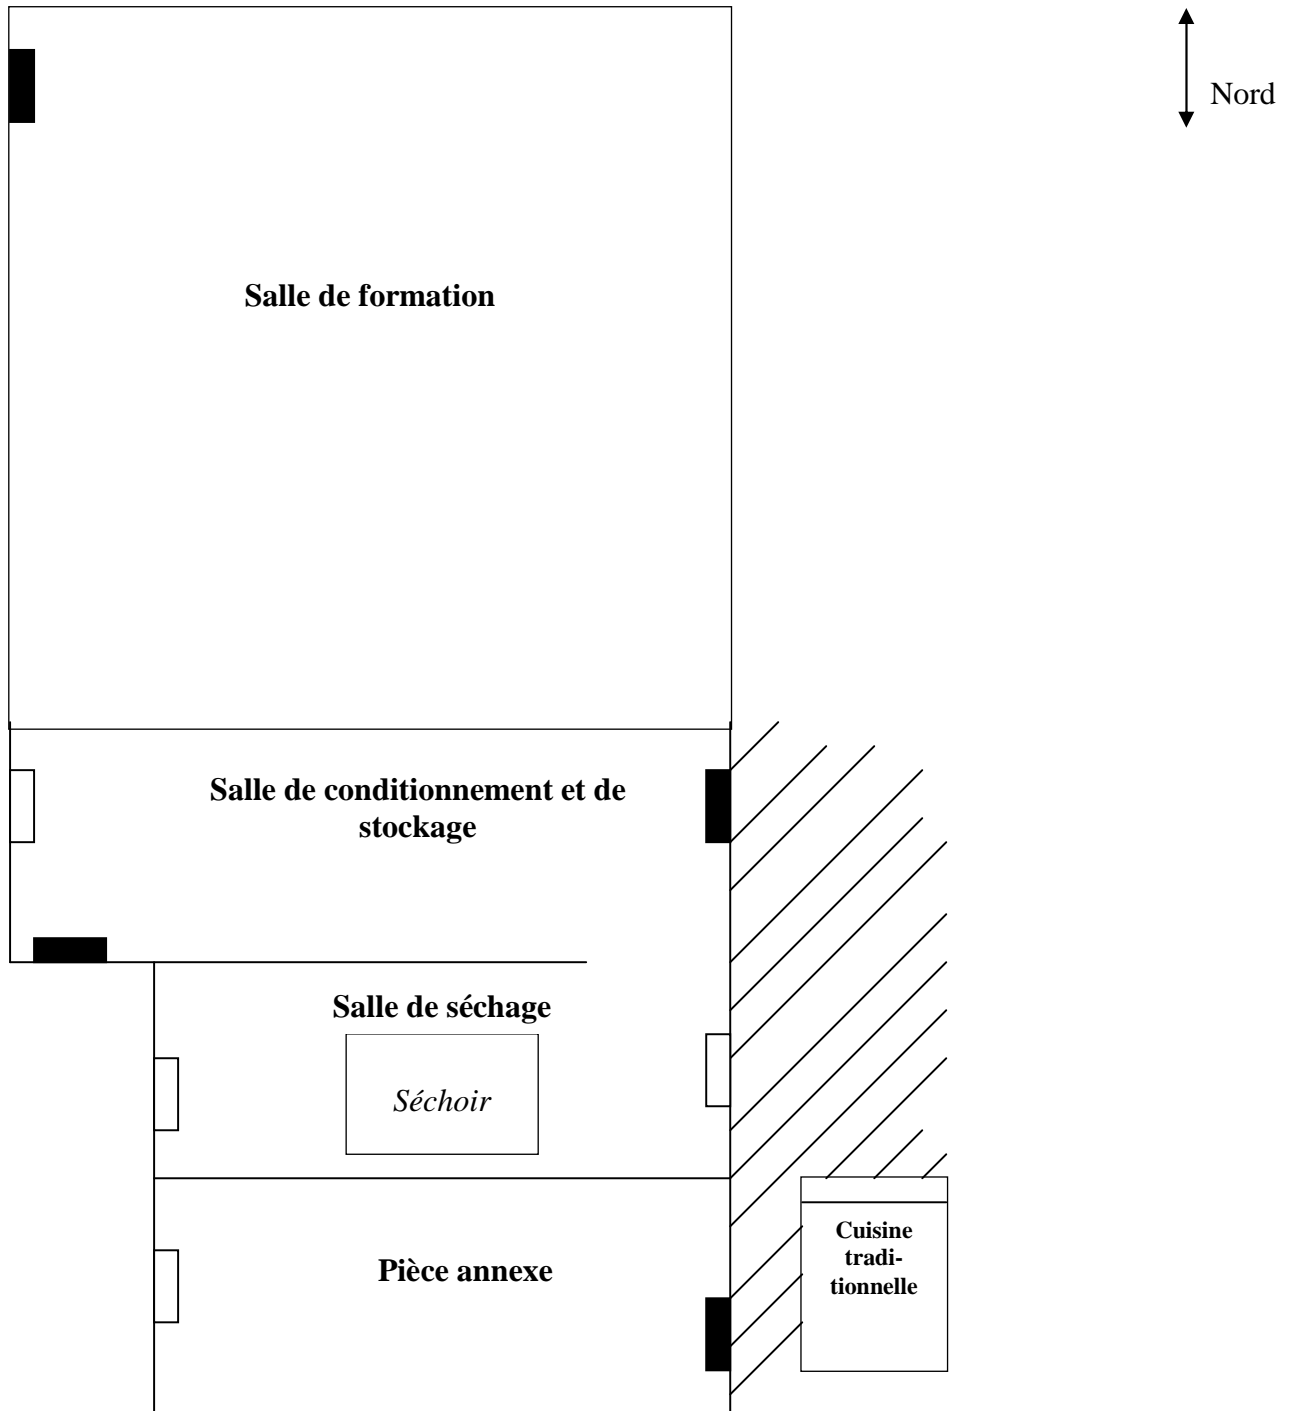 Nord
Salle de formation
Salle de conditionnement et de
stockage
Salle de séchage
Séchoir
Cuisine
tradi-
tionnelle
Pièce annexe